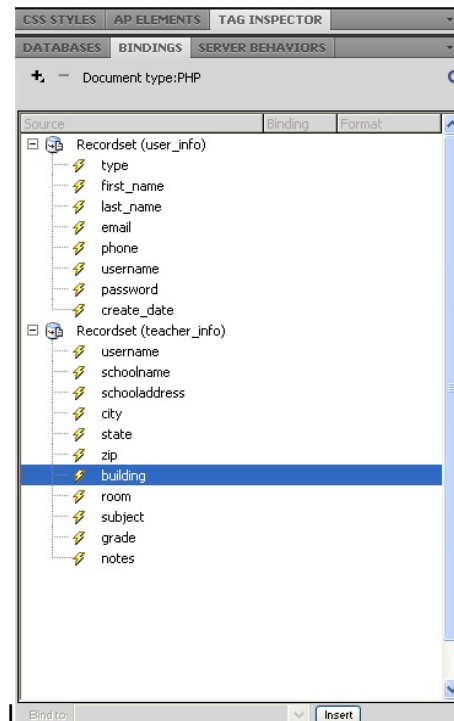 CSS STYLES AP ELEMENTS TAG INSPECTOR
DATABASES BINDINGS SERVER BEHAVIORS
Document type:PHP
Source Binding Format
Recordset (user_info)
type
first_name
last_name
email
phone
username
password
create_date
Recordset (teacher_info)
username
schoolname
schooladdress
city
state
zip
building
room
subject
grade
notes
Bind to: Insert